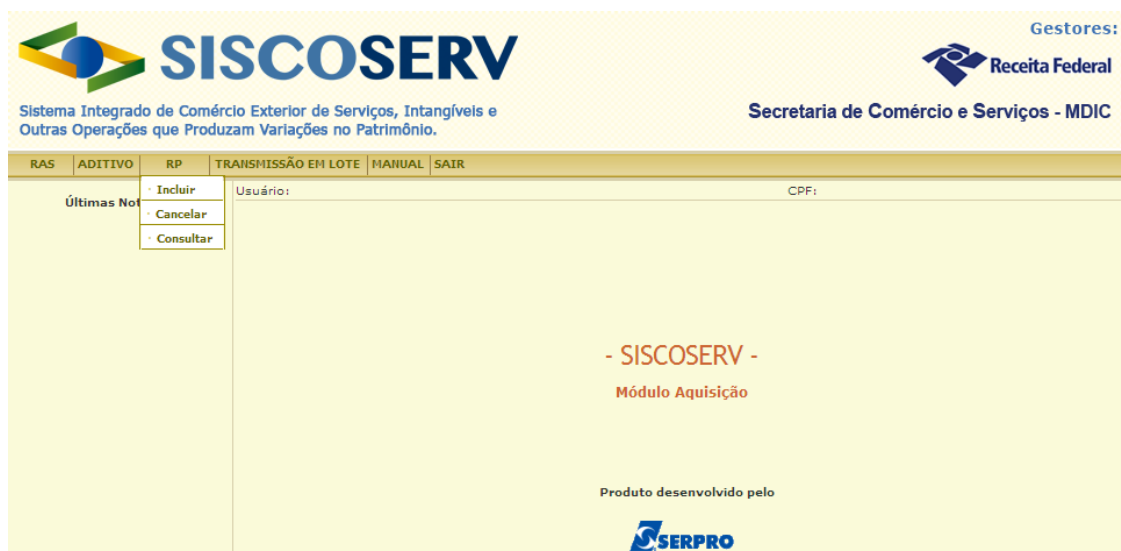 SISCOSERV
Sistema Integrado de Comércio Exterior de Serviços, Intangíveis e
Outras Operações que Produzam Variações no Patrimônio.
Gestores:
Receita Federal
Secretaria de Comércio e Serviços - MDIC
RAS ADITIVO RP TRANSMISSÃO EM LOTE MANUAL SAIR
Últimas Not
· Incluir
· Cancelar
· Consultar
Usuário: CPF:
- SISCOSERV -
Módulo Aquisição
Produto desenvolvido pelo
SERPRO